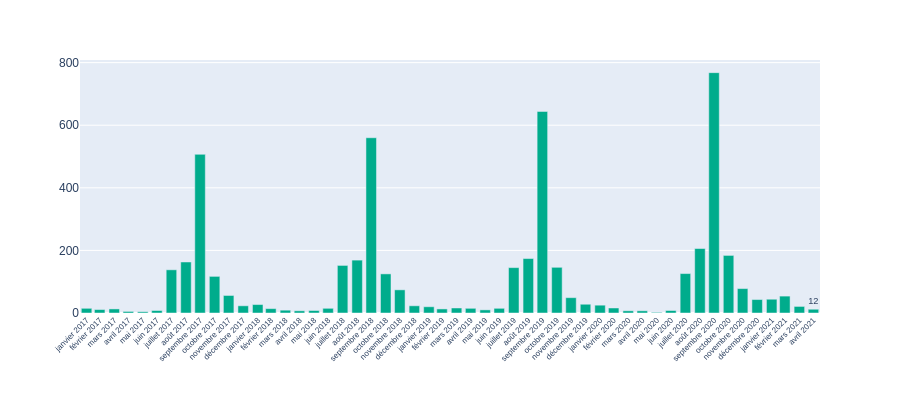 800
600
400
200
0
12
janvier 2017
février 2017
mars 2017
avril 2017
mai 2017
juin 2017
juillet 2017
août 2017
septembre 2017
octobre 2017
novembre 2017
décembre 2017
janvier 2018
février 2018
mars 2018
avril 2018
mai 2018
juin 2018
juillet 2018
août 2018
septembre 2018
octobre 2018
novembre 2018
décembre 2018
janvier 2019
février 2019
mars 2019
avril 2019
mai 2019
juin 2019
juillet 2019
août 2019
septembre 2019
octobre 2019
novembre 2019
décembre 2019
janvier 2020
février 2020
mars 2020
avril 2020
mai 2020
juin 2020
juillet 2020
août 2020
septembre 2020
octobre 2020
novembre 2020
décembre 2020
janvier 2021
février 2021
mars 2021
avril 2021